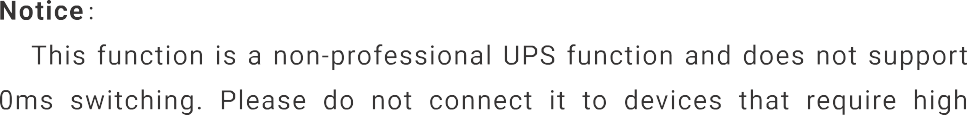 Notice:
This function is a non-professional UPS function and does not support
0ms switching. Please do not connect it to devices that require high